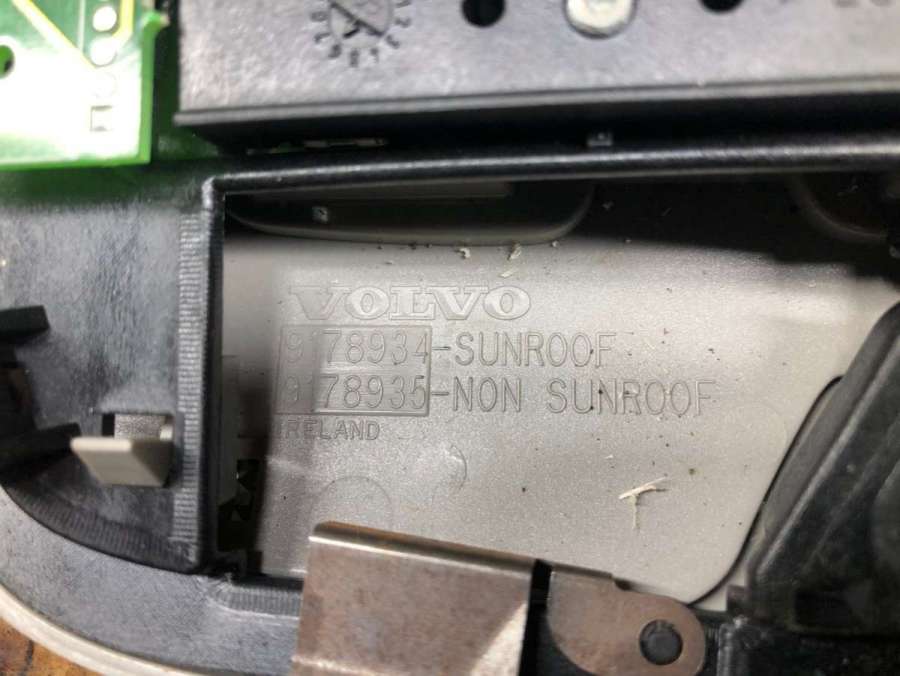 VOLVO
9178934-SUNROOF
9178935-NON SUNROOF
IRELAND